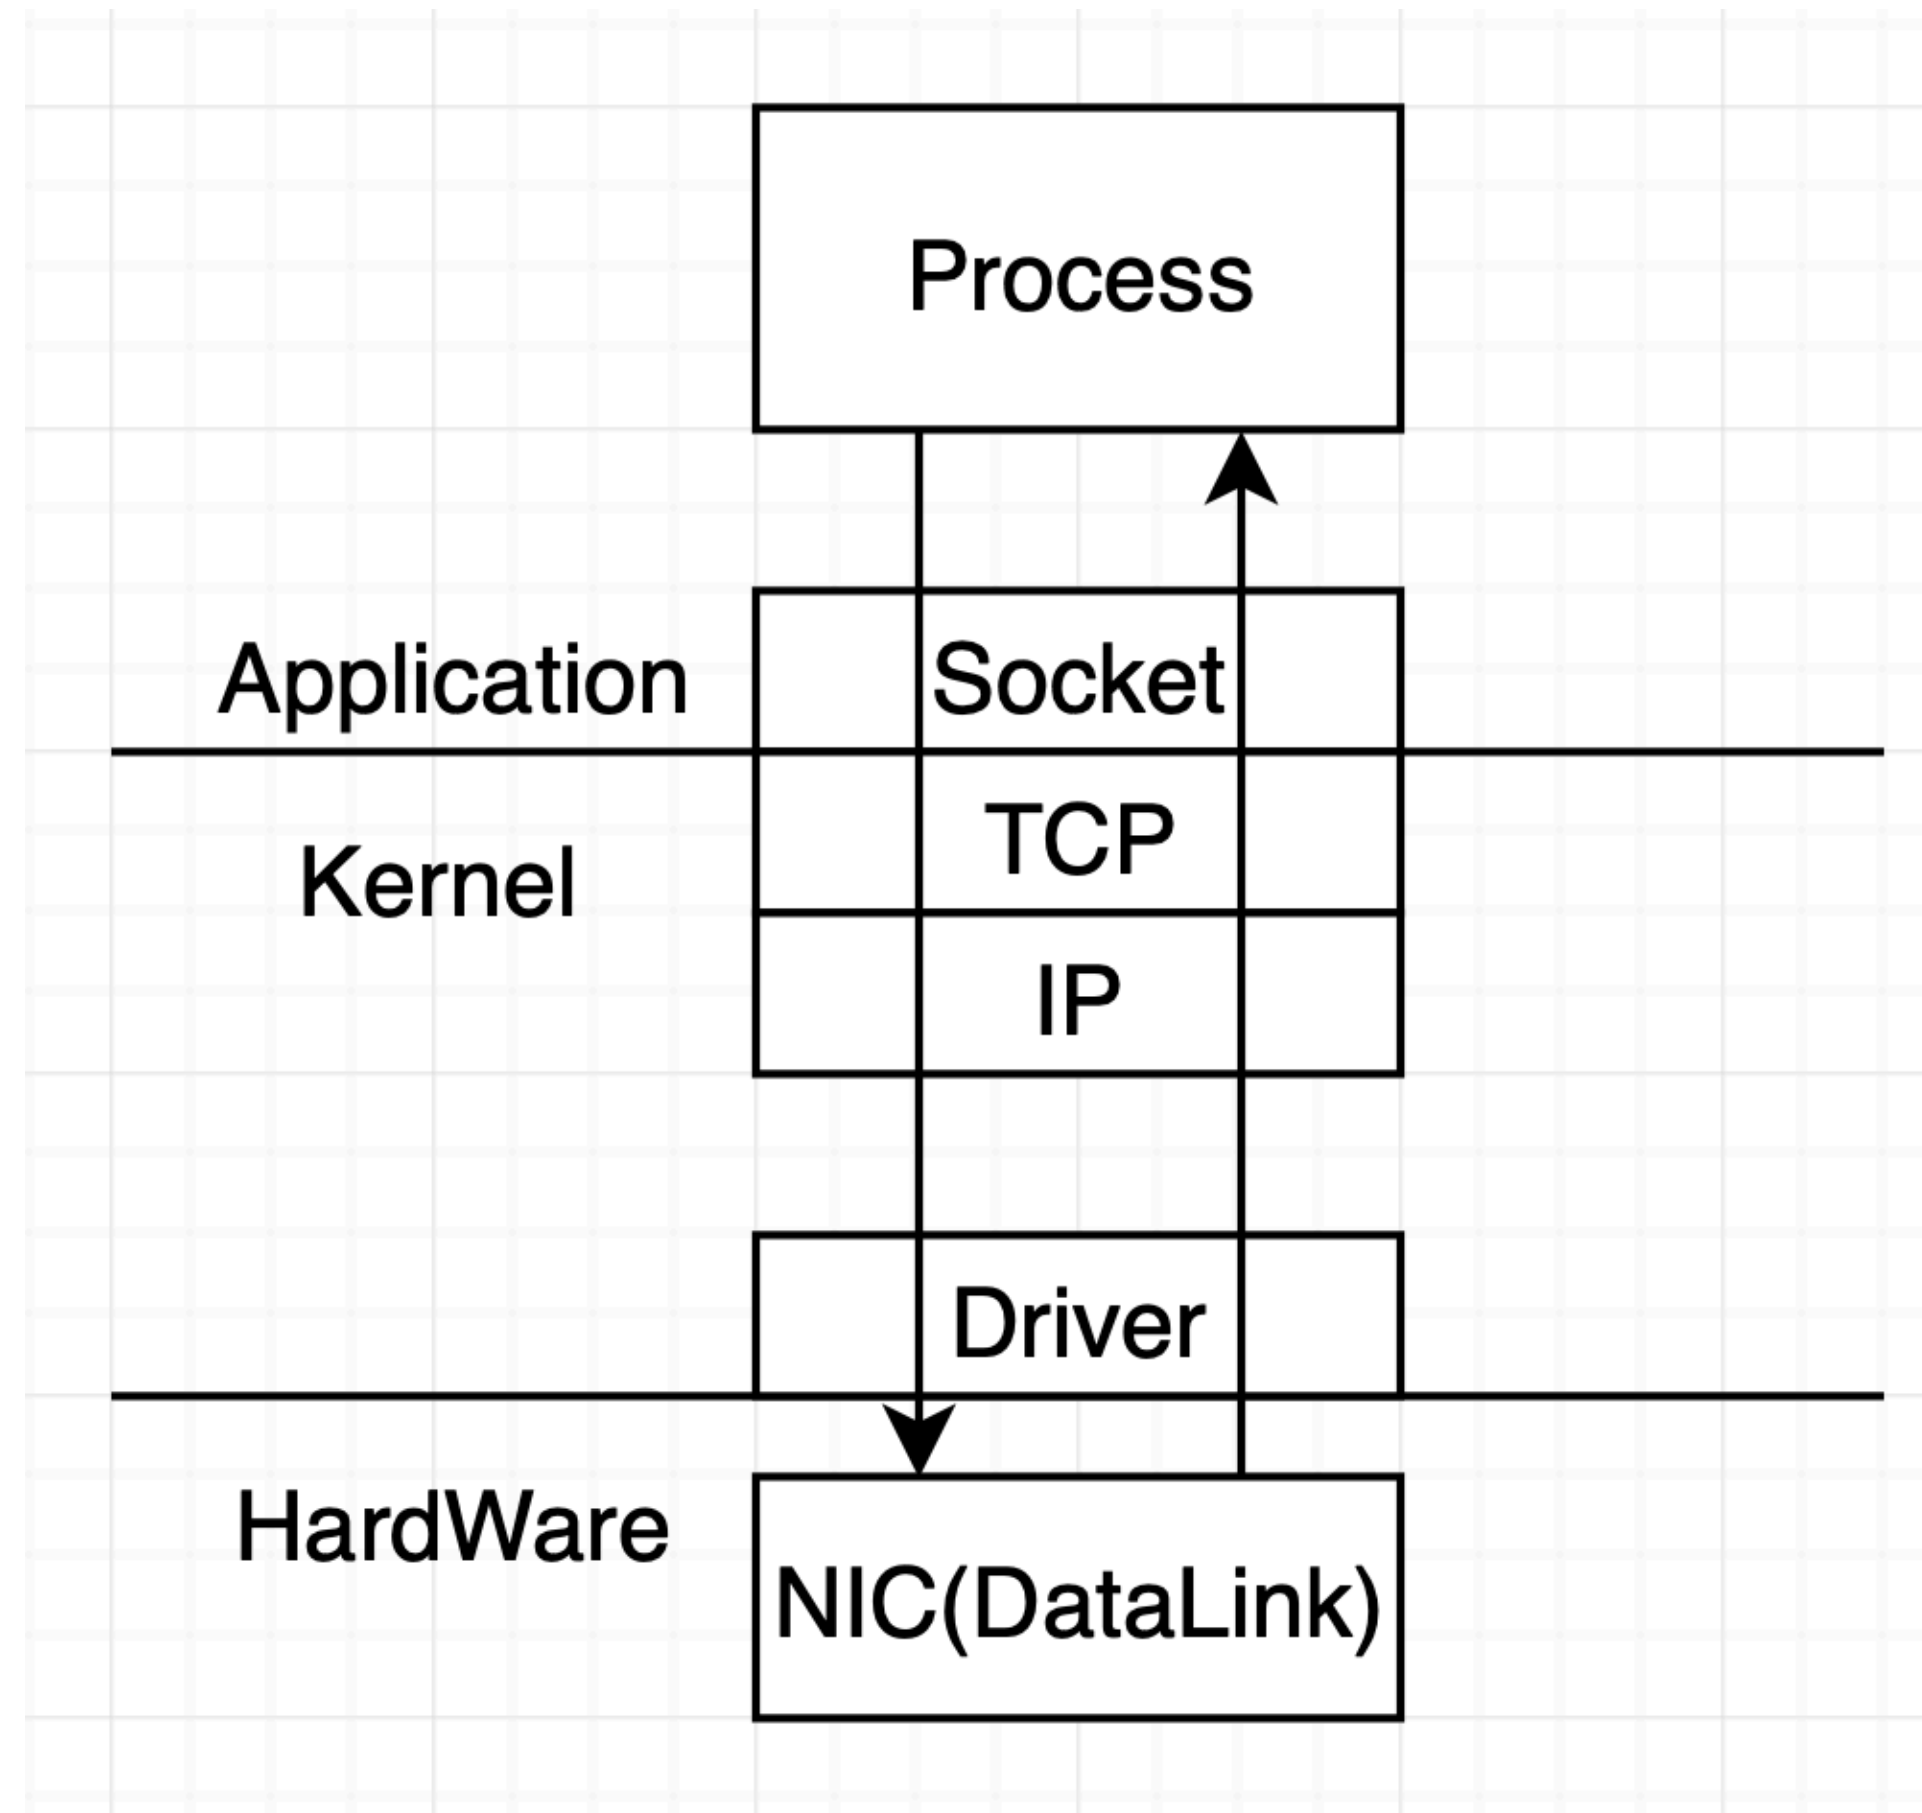 Process
Application
Socket
Kernel
TCP
IP
Driver
HardWare
NIC(DataLink)